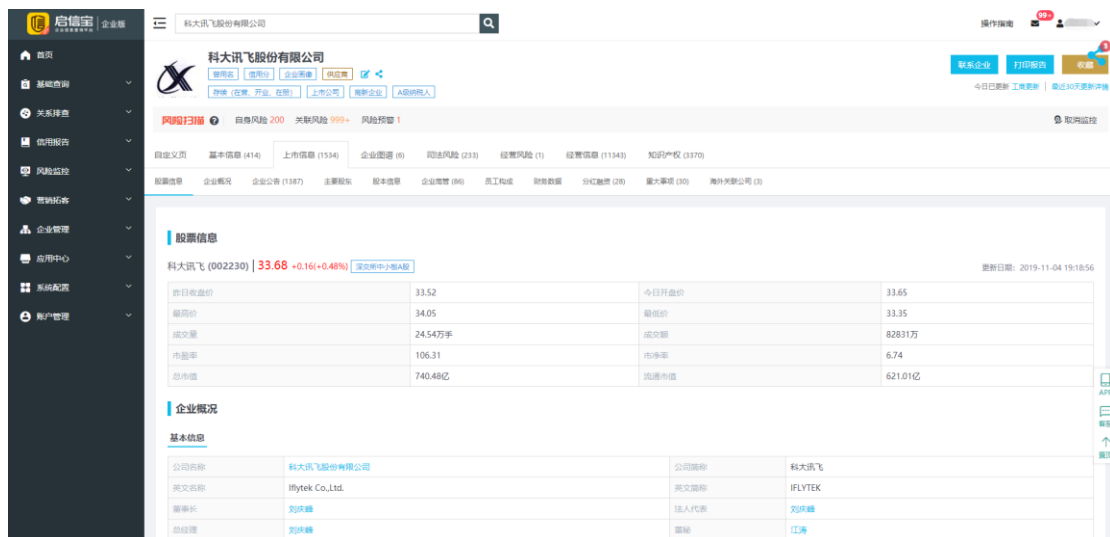 启信宝 企业版
科大讯飞股份有限公司
操作指南
99+
首页
基础查询
关系排查
信用报告
风险监控
营销拓客
企业管理
应用中心
系统配置
账户管理
科大讯飞股份有限公司
曾用名 信用分 企业画像 供应商
存续（在营、开业、在册） 上市公司 高新企业 A级纳税人
联系企业 打印报告 收藏
今日已更新 工商更新 最近30天更新详情
风险扫描 自身风险 200 关联风险 999+ 风险预警 1
取消监控
自定义页 基本信息 (414) 上市信息 (1534) 企业图谱 (6) 司法风险 (233) 经营风险 (1) 经营信息 (11343) 知识产权 (3370)
股票信息 企业概况 企业公告 (1387) 主要股东 股本信息 企业高管 (86) 员工构成 财务数据 分红融资 (28) 重大事项 (30) 海外关联公司 (3)
股票信息
科大讯飞 (002230) 33.68 +0.16(+0.48%) 深交所中小板A股
更新日期：2019-11-04 19:18:56
昨日收盘价 33.52 今日开盘价 33.65
最高价 34.05 最低价 33.35
成交量 24.54万手 成交额 82831万
市盈率 106.31 市净率 6.74
总市值 740.48亿 流通市值 621.01亿
企业概况
基本信息
公司名称 科大讯飞股份有限公司 公司简称 科大讯飞
英文名称 Iflytek Co.,Ltd. 英文简称 IFLYTEK
董事长 刘庆峰 法人代表 刘庆峰
总经理 刘庆峰 董秘 江涛
API